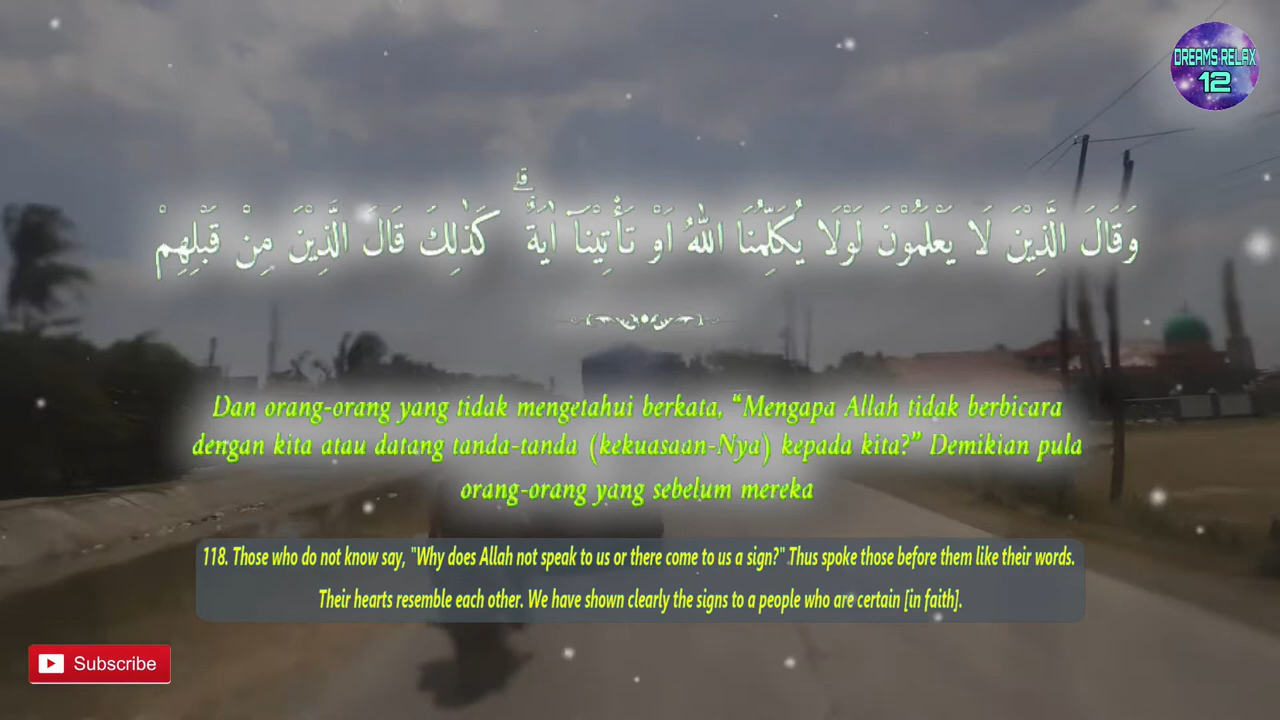 DREAMS RELAX
12
وَقَالَ الَّذِيْنَ لَا يَعْلَمُوْنَ لَوْلَا يُكَلِّمُنَا اللّٰهُ اَوْ تَأْتِيْنَآ اٰيَةٌ ۗ كَذٰلِكَ قَالَ الَّذِيْنَ مِنْ قَبْلِهِمْ
Dan orang-orang yang tidak mengetahui berkata, “Mengapa Allah tidak berbicara
dengan kita atau datang tanda-tanda (kekuasaan-Nya) kepada kita?” Demikian pula
orang-orang yang sebelum mereka
118. Those who do not know say, "Why does Allah not speak to us or there come to us a sign?" Thus spoke those before them like their words.
Their hearts resemble each other. We have shown clearly the signs to a people who are certain [in faith].
Subscribe